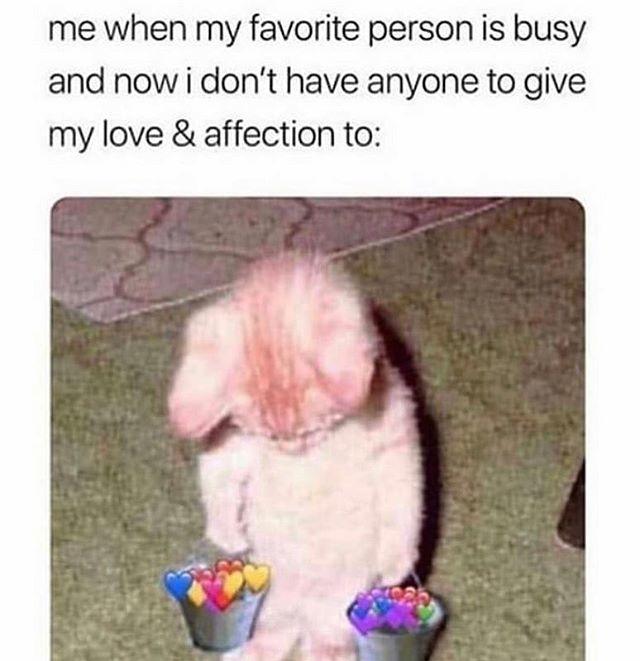 me when my favorite person is busy
and now i don't have anyone to give
my love & affection to: